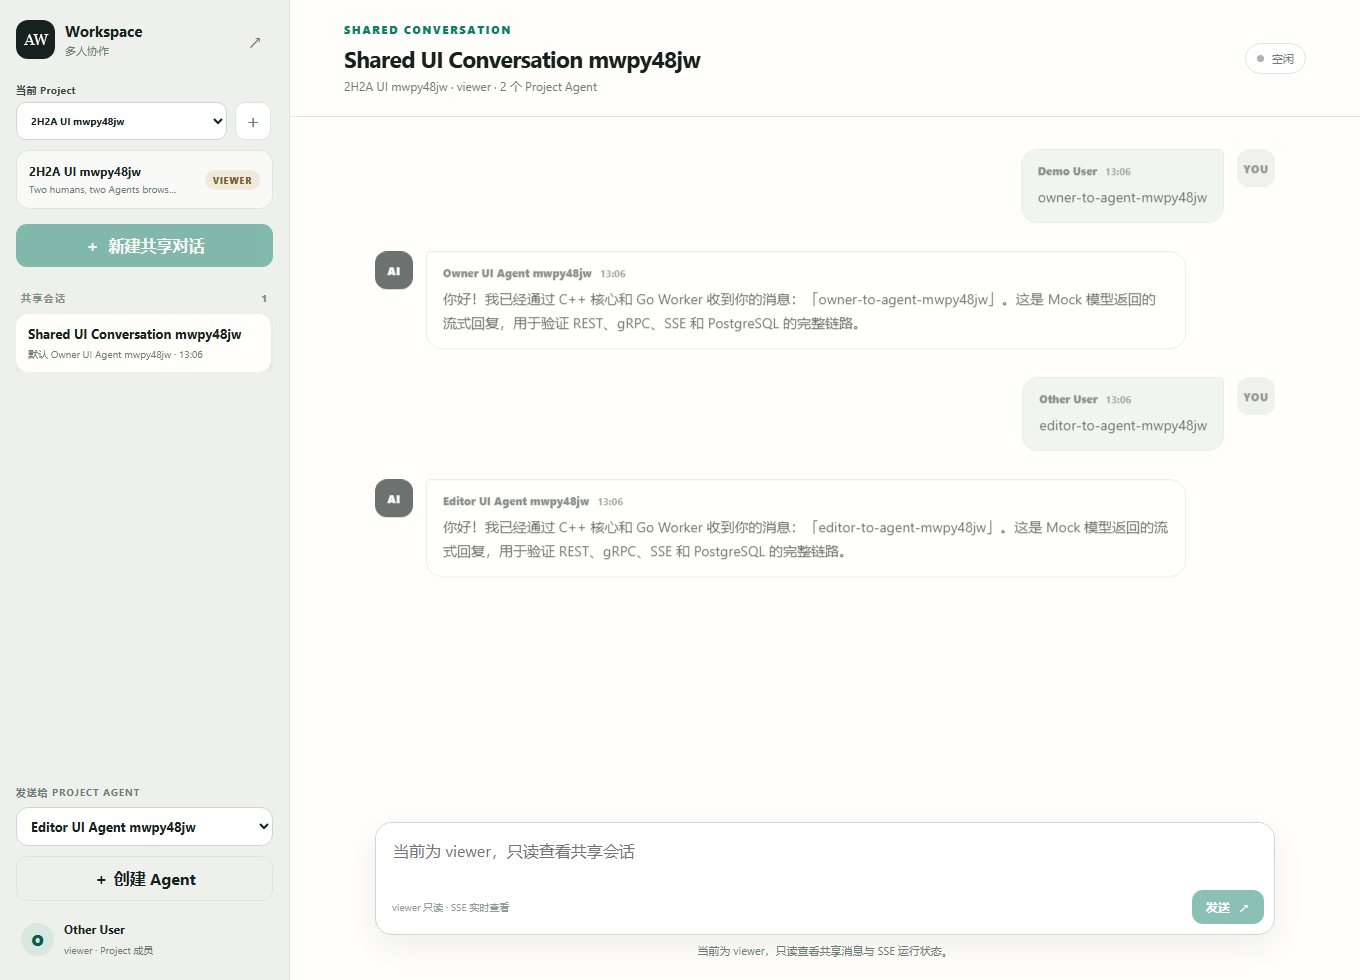 AW
Workspace
多人协作
↗
当前 Project
2H2A UI mwpy48jw
+
2H2A UI mwpy48jw
Two humans, two Agents brows...
VIEWER
+ 新建共享对话
共享会话
1
Shared UI Conversation mwpy48jw
默认 Owner UI Agent mwpy48jw · 13:06
发送给 PROJECT AGENT
Editor UI Agent mwpy48jw
+ 创建 Agent
O
Other User
viewer · Project 成员
SHARED CONVERSATION
Shared UI Conversation mwpy48jw
2H2A UI mwpy48jw · viewer · 2 个 Project Agent
空闲
Demo User 13:06
owner-to-agent-mwpy48jw
YOU
AI
Owner UI Agent mwpy48jw 13:06
你好！我已经通过 C++ 核心和 Go Worker 收到你的消息：「owner-to-agent-mwpy48jw」。这是 Mock 模型返回的
流式回复，用于验证 REST、gRPC、SSE 和 PostgreSQL 的完整链路。
Other User 13:06
editor-to-agent-mwpy48jw
YOU
AI
Editor UI Agent mwpy48jw 13:06
你好！我已经通过 C++ 核心和 Go Worker 收到你的消息：「editor-to-agent-mwpy48jw」。这是 Mock 模型返回的流
式回复，用于验证 REST、gRPC、SSE 和 PostgreSQL 的完整链路。
当前为 viewer，只读查看共享会话
viewer 只读 · SSE 实时查看
发送 ↗
当前为 viewer，只读查看共享消息与 SSE 运行状态。